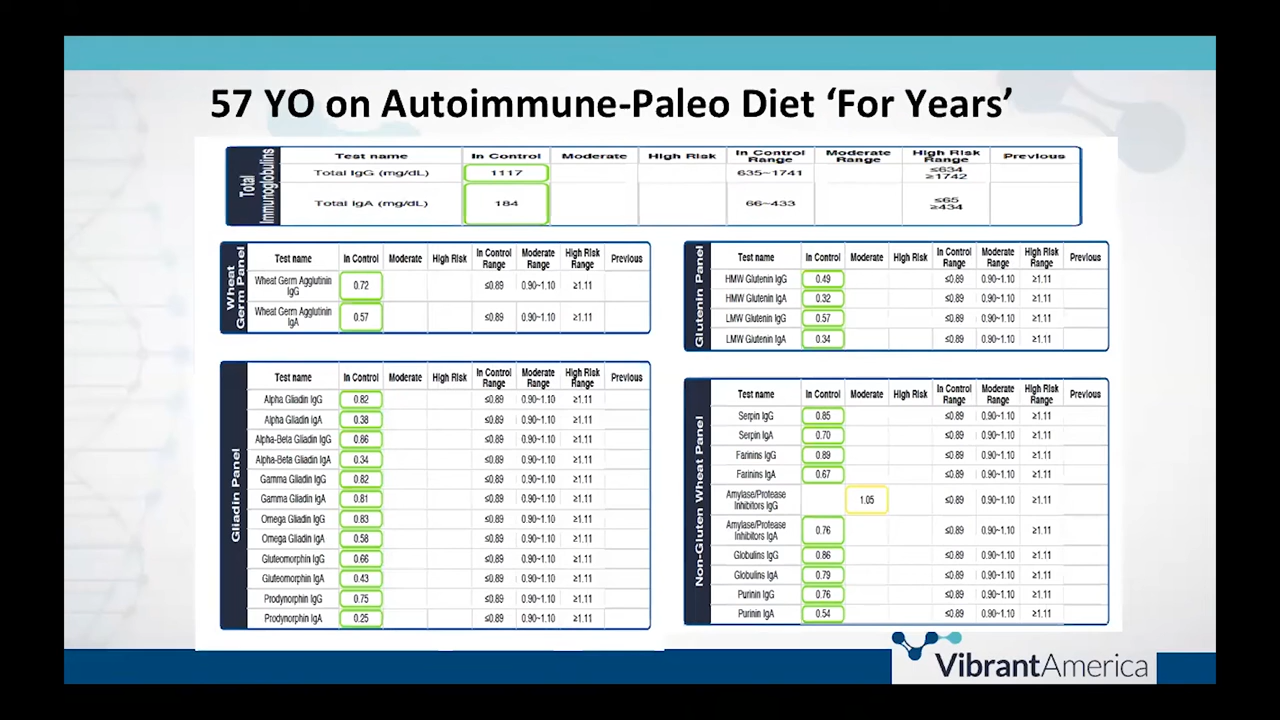 57 YO on Autoimmune-Paleo Diet ‘For Years’
Total Immunoglobulins
Test name In Control Moderate High Risk In Control Range Moderate Range High Risk Range Previous
Total IgG (mg/dL) 1117 635~1741 ≤634 ≥1742
Total IgA (mg/dL) 184 66~433 ≤65 ≥434
Wheat Germ Panel
Test name In Control Moderate High Risk In Control Range Moderate Range High Risk Range Previous
Wheat Germ Agglutinin IgG 0.72 ≤0.89 0.90~1.10 ≥1.11
Wheat Germ Agglutinin IgA 0.57 ≤0.89 0.90~1.10 ≥1.11
Glutenin Panel
Test name In Control Moderate High Risk In Control Range Moderate Range High Risk Range Previous
HMW Glutenin IgG 0.49 ≤0.89 0.90~1.10 ≥1.11
HMW Glutenin IgA 0.32 ≤0.89 0.90~1.10 ≥1.11
LMW Glutenin IgG 0.57 ≤0.89 0.90~1.10 ≥1.11
LMW Glutenin IgA 0.34 ≤0.89 0.90~1.10 ≥1.11
Gliadin Panel
Test name In Control Moderate High Risk In Control Range Moderate Range High Risk Range Previous
Alpha Gliadin IgG 0.82 ≤0.89 0.90~1.10 ≥1.11
Alpha Gliadin IgA 0.38 ≤0.89 0.90~1.10 ≥1.11
Alpha-Beta Gliadin IgG 0.86 ≤0.89 0.90~1.10 ≥1.11
Alpha-Beta Gliadin IgA 0.34 ≤0.89 0.90~1.10 ≥1.11
Gamma Gliadin IgG 0.82 ≤0.89 0.90~1.10 ≥1.11
Gamma Gliadin IgA 0.81 ≤0.89 0.90~1.10 ≥1.11
Omega Gliadin IgG 0.83 ≤0.89 0.90~1.10 ≥1.11
Omega Gliadin IgA 0.58 ≤0.89 0.90~1.10 ≥1.11
Gluteomorphin IgG 0.66 ≤0.89 0.90~1.10 ≥1.11
Gluteomorphin IgA 0.43 ≤0.89 0.90~1.10 ≥1.11
Prodynorphin IgG 0.75 ≤0.89 0.90~1.10 ≥1.11
Prodynorphin IgA 0.25 ≤0.89 0.90~1.10 ≥1.11
Non-Gluten Wheat Panel
Test name In Control Moderate High Risk In Control Range Moderate Range High Risk Range Previous
Serpin IgG 0.85 ≤0.89 0.90~1.10 ≥1.11
Serpin IgA 0.70 ≤0.89 0.90~1.10 ≥1.11
Farinins IgG 0.89 ≤0.89 0.90~1.10 ≥1.11
Farinins IgA 0.67 ≤0.89 0.90~1.10 ≥1.11
Amylase/Protease Inhibitors IgG 1.05 ≤0.89 0.90~1.10 ≥1.11
Amylase/Protease Inhibitors IgA 0.76 ≤0.89 0.90~1.10 ≥1.11
Globulins IgG 0.86 ≤0.89 0.90~1.10 ≥1.11
Globulins IgA 0.79 ≤0.89 0.90~1.10 ≥1.11
Purinin IgG 0.76 ≤0.89 0.90~1.10 ≥1.11
Purinin IgA 0.54 ≤0.89 0.90~1.10 ≥1.11
VibrantAmerica